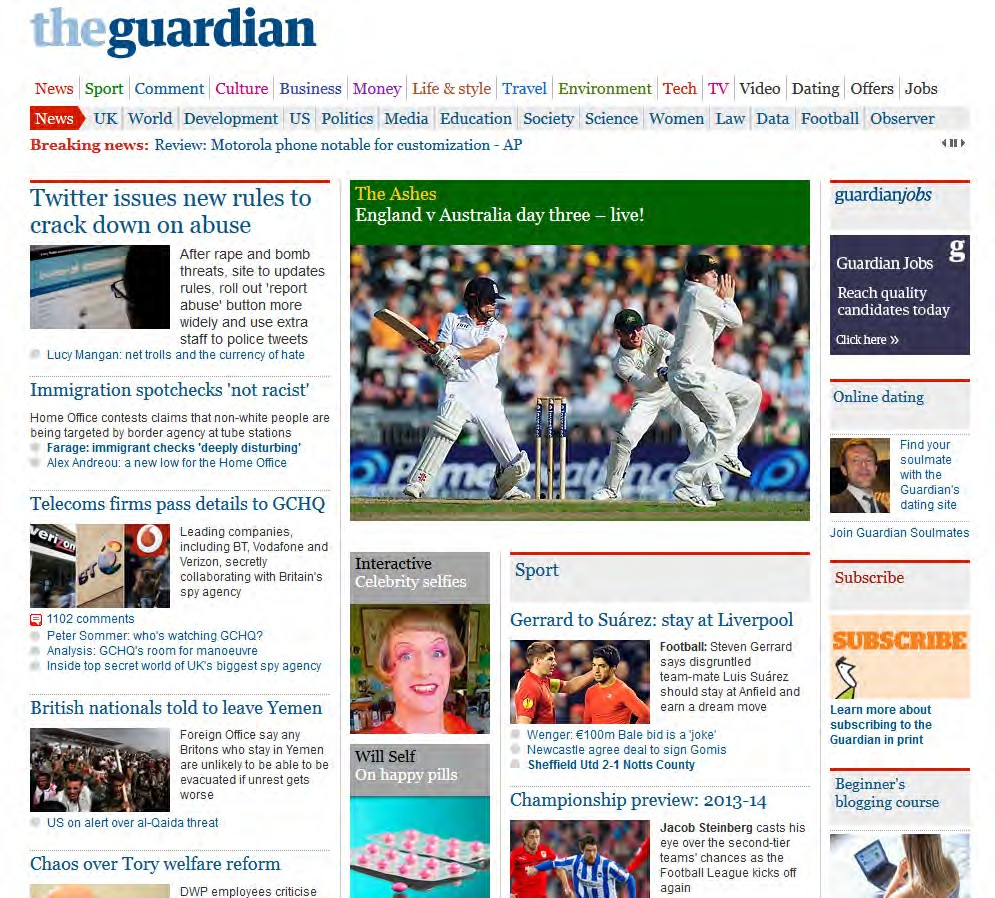 theguardian
News Sport Comment Culture Business Money Life & style Travel Environment Tech TV Video Dating Offers Jobs
News UK World Development US Politics Media Education Society Science Women Law Data Football Observer
Breaking news: Review: Motorola phone notable for customization - AP
Twitter issues new rules to
crack down on abuse
After rape and bomb
threats, site to updates
rules, roll out 'report
abuse' button more
widely and use extra
staff to police tweets
Lucy Mangan: net trolls and the currency of hate
Immigration spotchecks 'not racist'
Home Office contests claims that non-white people are
being targeted by border agency at tube stations
Farage: immigrant checks 'deeply disturbing'
Alex Andreou: a new low for the Home Office
Telecoms firms pass details to GCHQ
verizon
BT
Leading companies,
including BT, Vodafone and
Verizon, secretly
collaborating with Britain's
spy agency
1102 comments
Peter Sommer: who's watching GCHQ?
Analysis: GCHQ's room for manoeuvre
Inside top secret world of UK's biggest spy agency
British nationals told to leave Yemen
Foreign Office say any
Britons who stay in Yemen
are unlikely to be able to be
evacuated if unrest gets
worse
US on alert over al-Qaida threat
Chaos over Tory welfare reform
DWP employees criticise
The Ashes
England v Australia day three – live!
Interactive
Celebrity selfies
Will Self
On happy pills
Sport
Gerrard to Suárez: stay at Liverpool
Football: Steven Gerrard
says disgruntled
team-mate Luis Suárez
should stay at Anfield and
earn a dream move
Wenger: €100m Bale bid is a 'joke'
Newcastle agree deal to sign Gomis
Sheffield Utd 2-1 Notts County
Championship preview: 2013-14
Jacob Steinberg casts his
eye over the second-tier
teams' chances as the
Football League kicks off
again
guardianjobs
g
Guardian Jobs
Reach quality
candidates today
Click here »
Online dating
Find your
soulmate
with the
Guardian's
dating site
Join Guardian Soulmates
Subscribe
SUBSCRIBE
Learn more about
subscribing to the
Guardian in print
Beginner's
blogging course